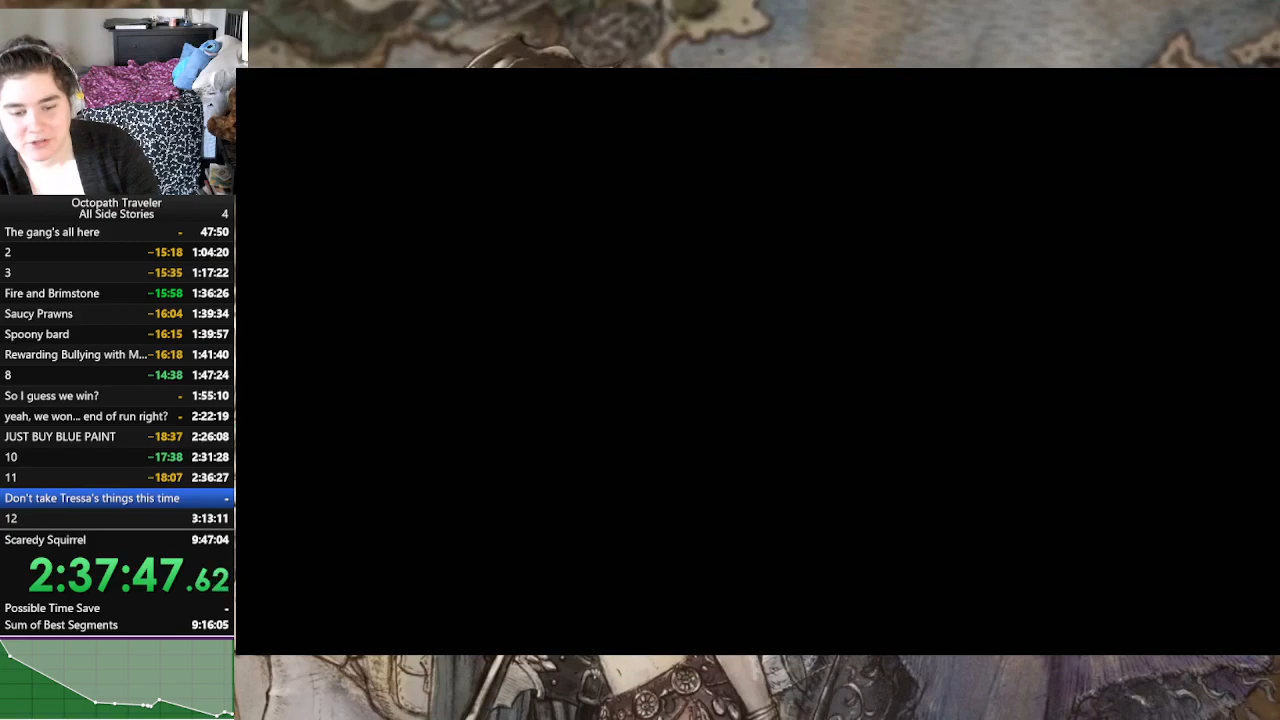 Octopath Traveler
All Side Stories 4
The gang's all here - 47:50
2 −15:18 1:04:20
3 −15:35 1:17:22
Fire and Brimstone −15:58 1:36:26
Saucy Prawns −16:04 1:39:34
Spoony bard −16:15 1:39:57
Rewarding Bullying with M... −16:18 1:41:40
8 −14:38 1:47:24
So I guess we win? - 1:55:10
yeah, we won... end of run right? - 2:22:19
JUST BUY BLUE PAINT −18:37 2:26:08
10 −17:38 2:31:28
11 −18:07 2:36:27
Don't take Tressa's things this time -
12 3:13:11
Scaredy Squirrel 9:47:04
2:37:47.62
Possible Time Save -
Sum of Best Segments 9:16:05